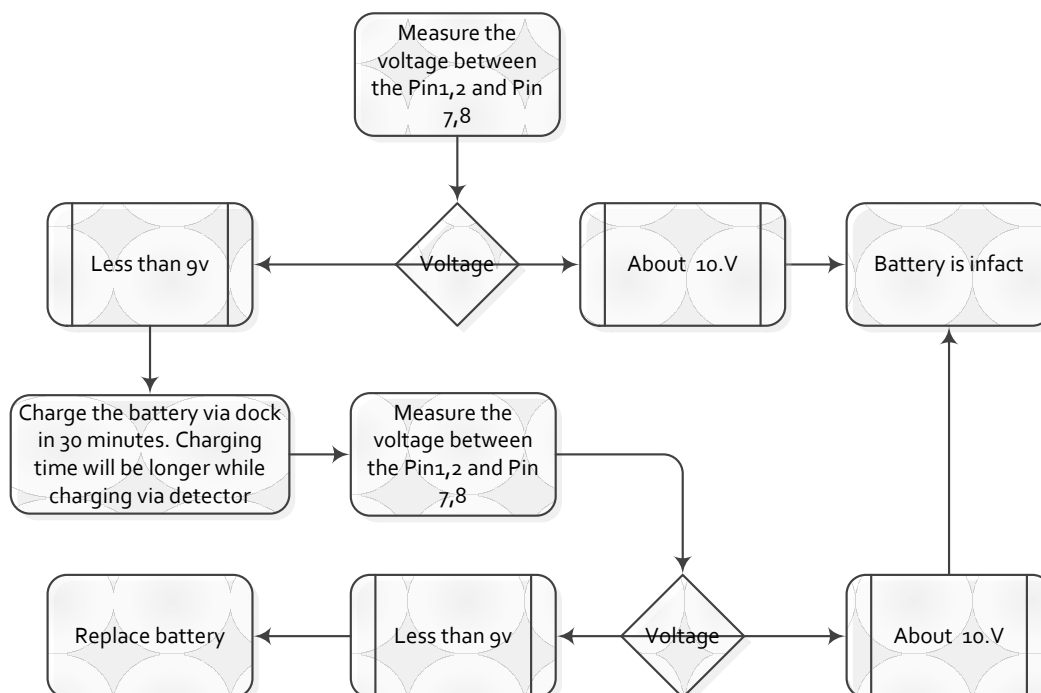 Measure the
voltage between
the Pin1,2 and Pin
7,8
Less than 9v
Voltage
About 10.V
Battery is infact
Charge the battery via dock
in 30 minutes. Charging
time will be longer while
charging via detector
Measure the
voltage between
the Pin1,2 and Pin
7,8
Replace battery
Less than 9v
Voltage
About 10.V